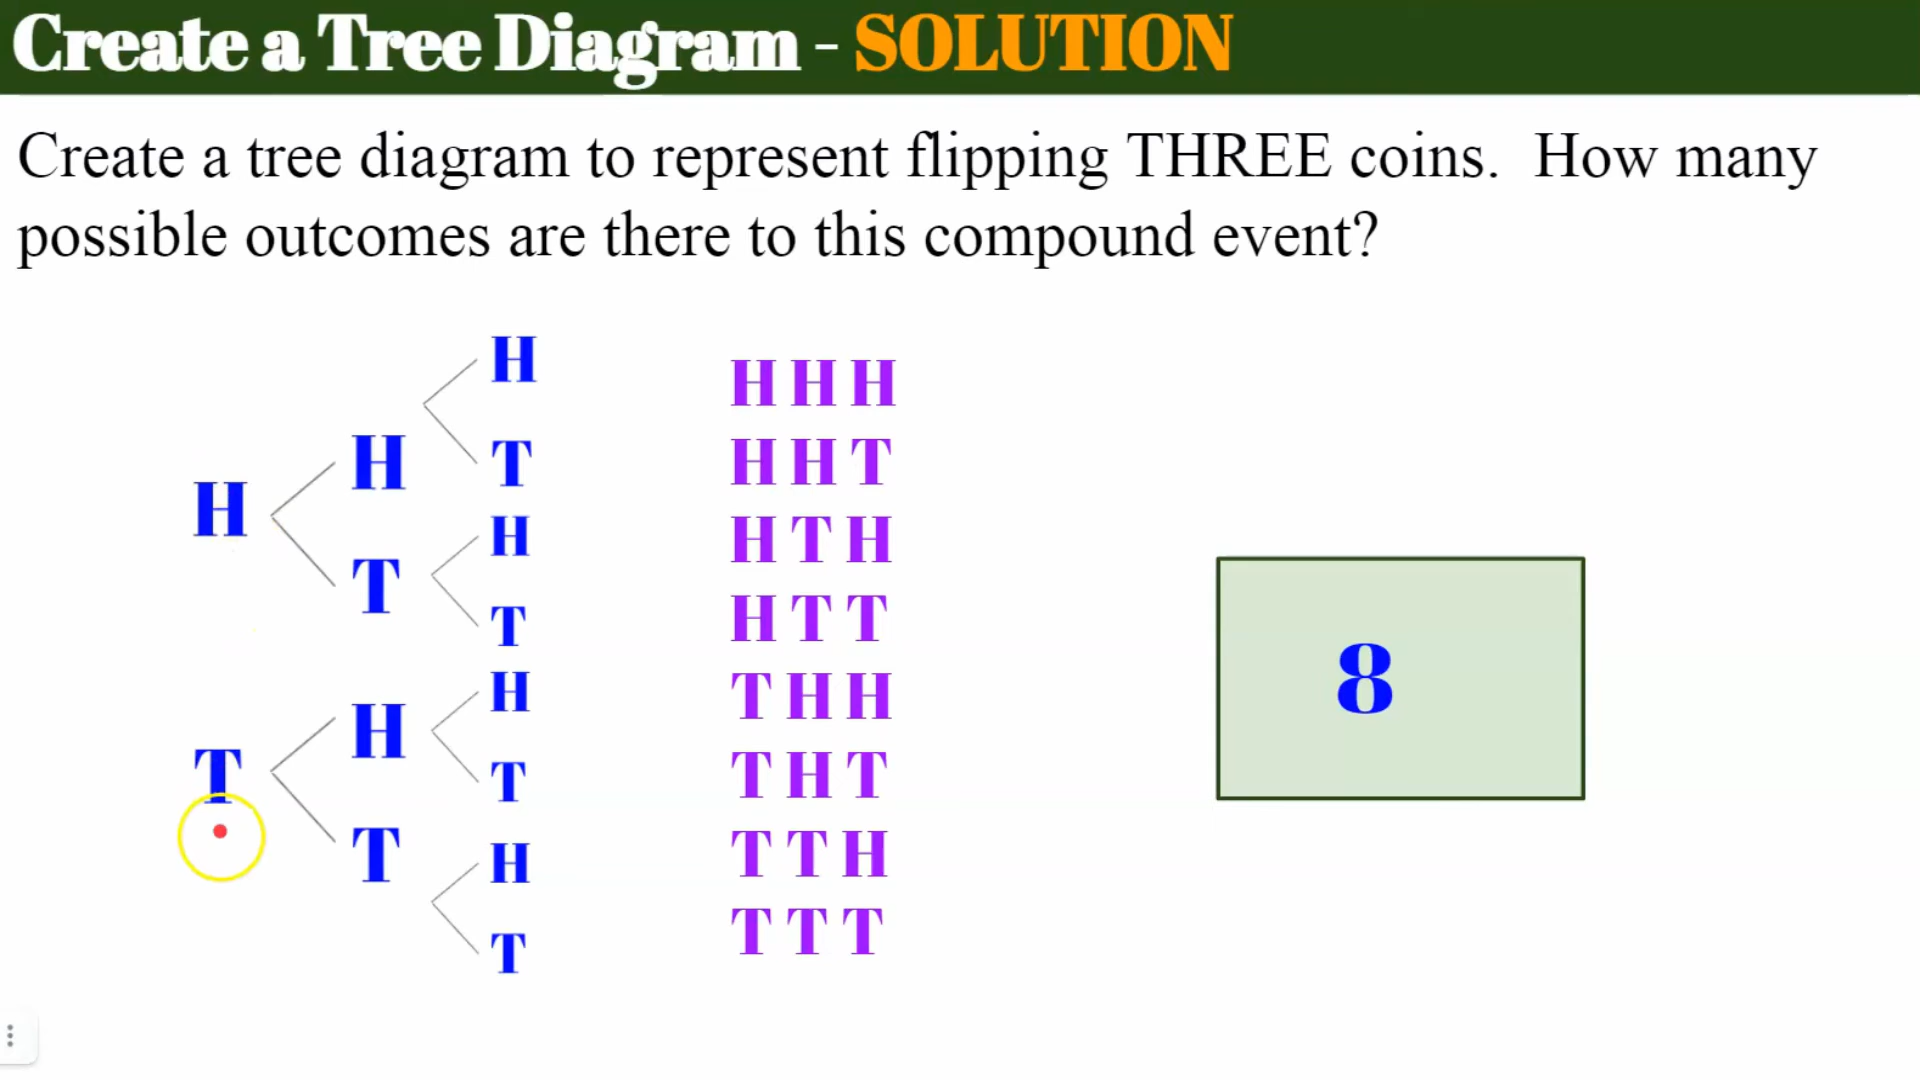 Create a Tree Diagram - SOLUTION
Create a tree diagram to represent flipping THREE coins. How many
possible outcomes are there to this compound event?
H
T
H
T
H
T
H
T
H
T
H
T
H
T
H H H
H H T
H T H
H T T
T H H
T H T
T T H
T T T
8